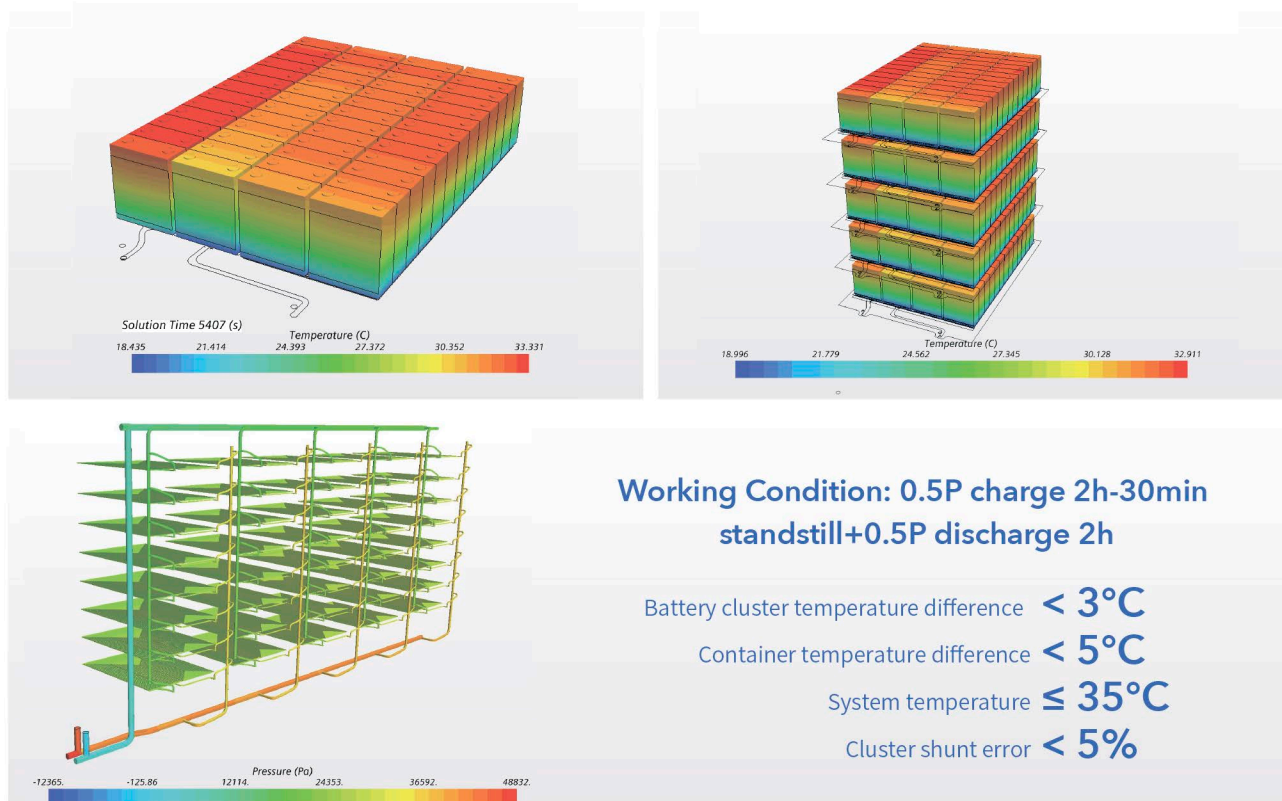 Solution Time 5407 (s)
Temperature (C)
18.435 21.414 24.393 27.372 30.352 33.331
Temperature (C)
18.996 21.779 24.562 27.345 30.128 32.911
Working Condition: 0.5P charge 2h-30min
standstill+0.5P discharge 2h
Battery cluster temperature difference < 3°C
Container temperature difference < 5°C
System temperature ≤ 35°C
Cluster shunt error < 5%
Pressure (Pa)
-12365. -125.86 12114. 24353. 36592. 48832.